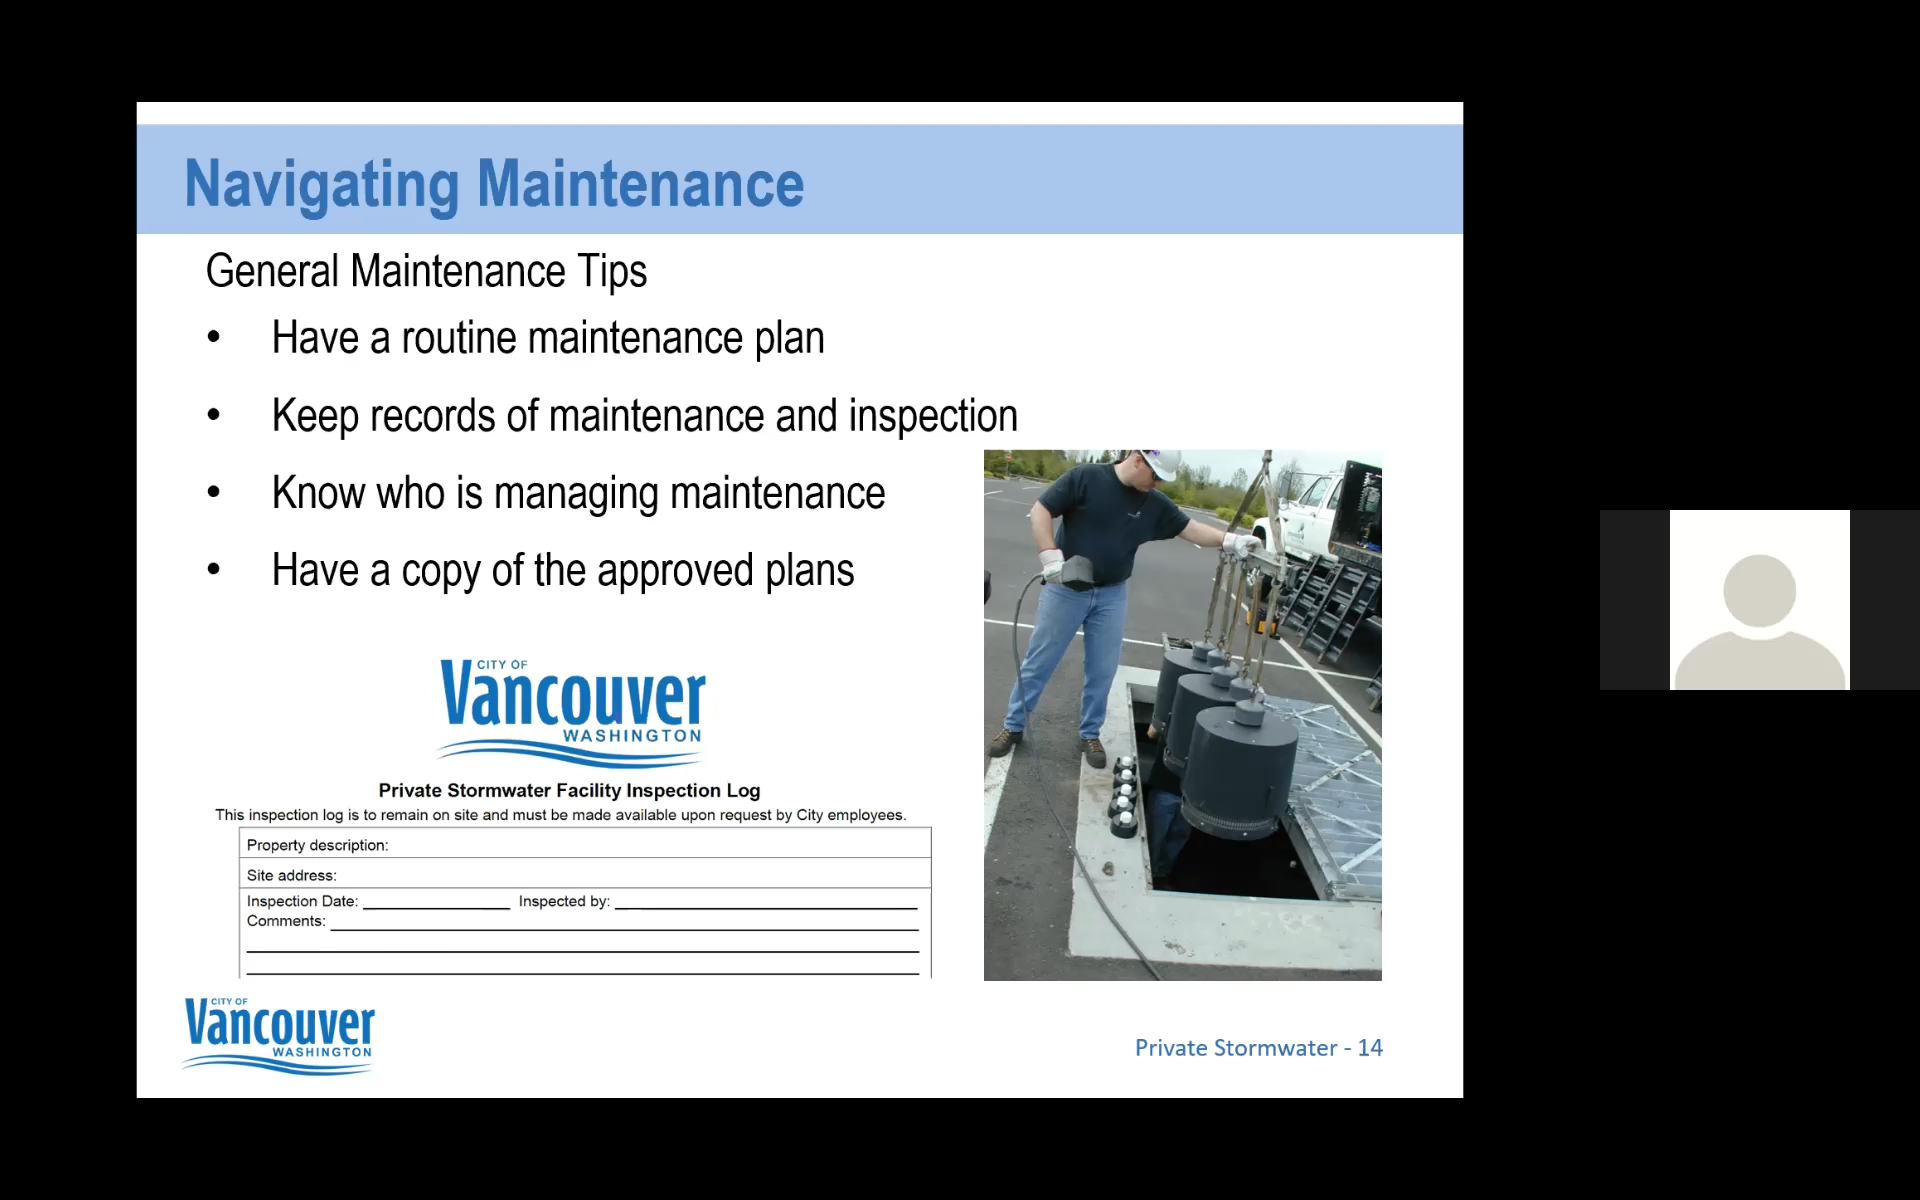 Navigating Maintenance
General Maintenance Tips
• Have a routine maintenance plan
• Keep records of maintenance and inspection
• Know who is managing maintenance
• Have a copy of the approved plans
CITY OF
Vancouver
WASHINGTON
Private Stormwater Facility Inspection Log
This inspection log is to remain on site and must be made available upon request by City employees.
Property description:
Site address:
Inspection Date: Inspected by:
Comments:
CITY OF
Vancouver
WASHINGTON
Private Stormwater - 14